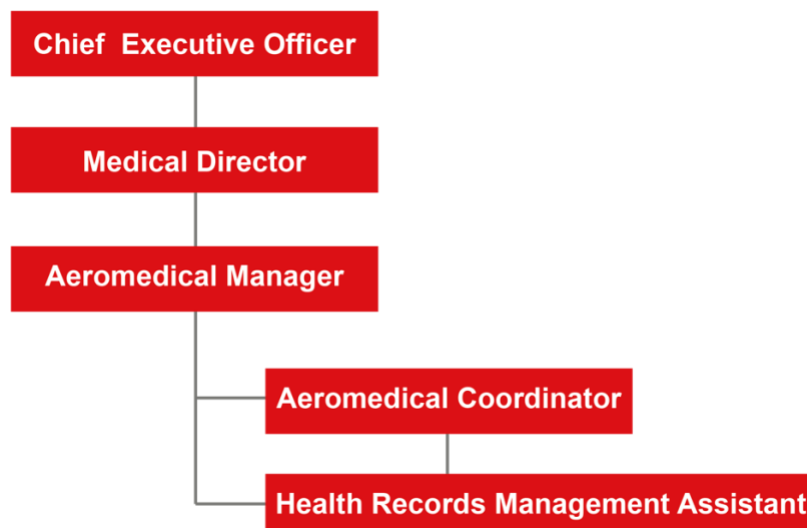 Chief Executive Officer
Medical Director
Aeromedical Manager
Aeromedical Coordinator
Health Records Management Assistant